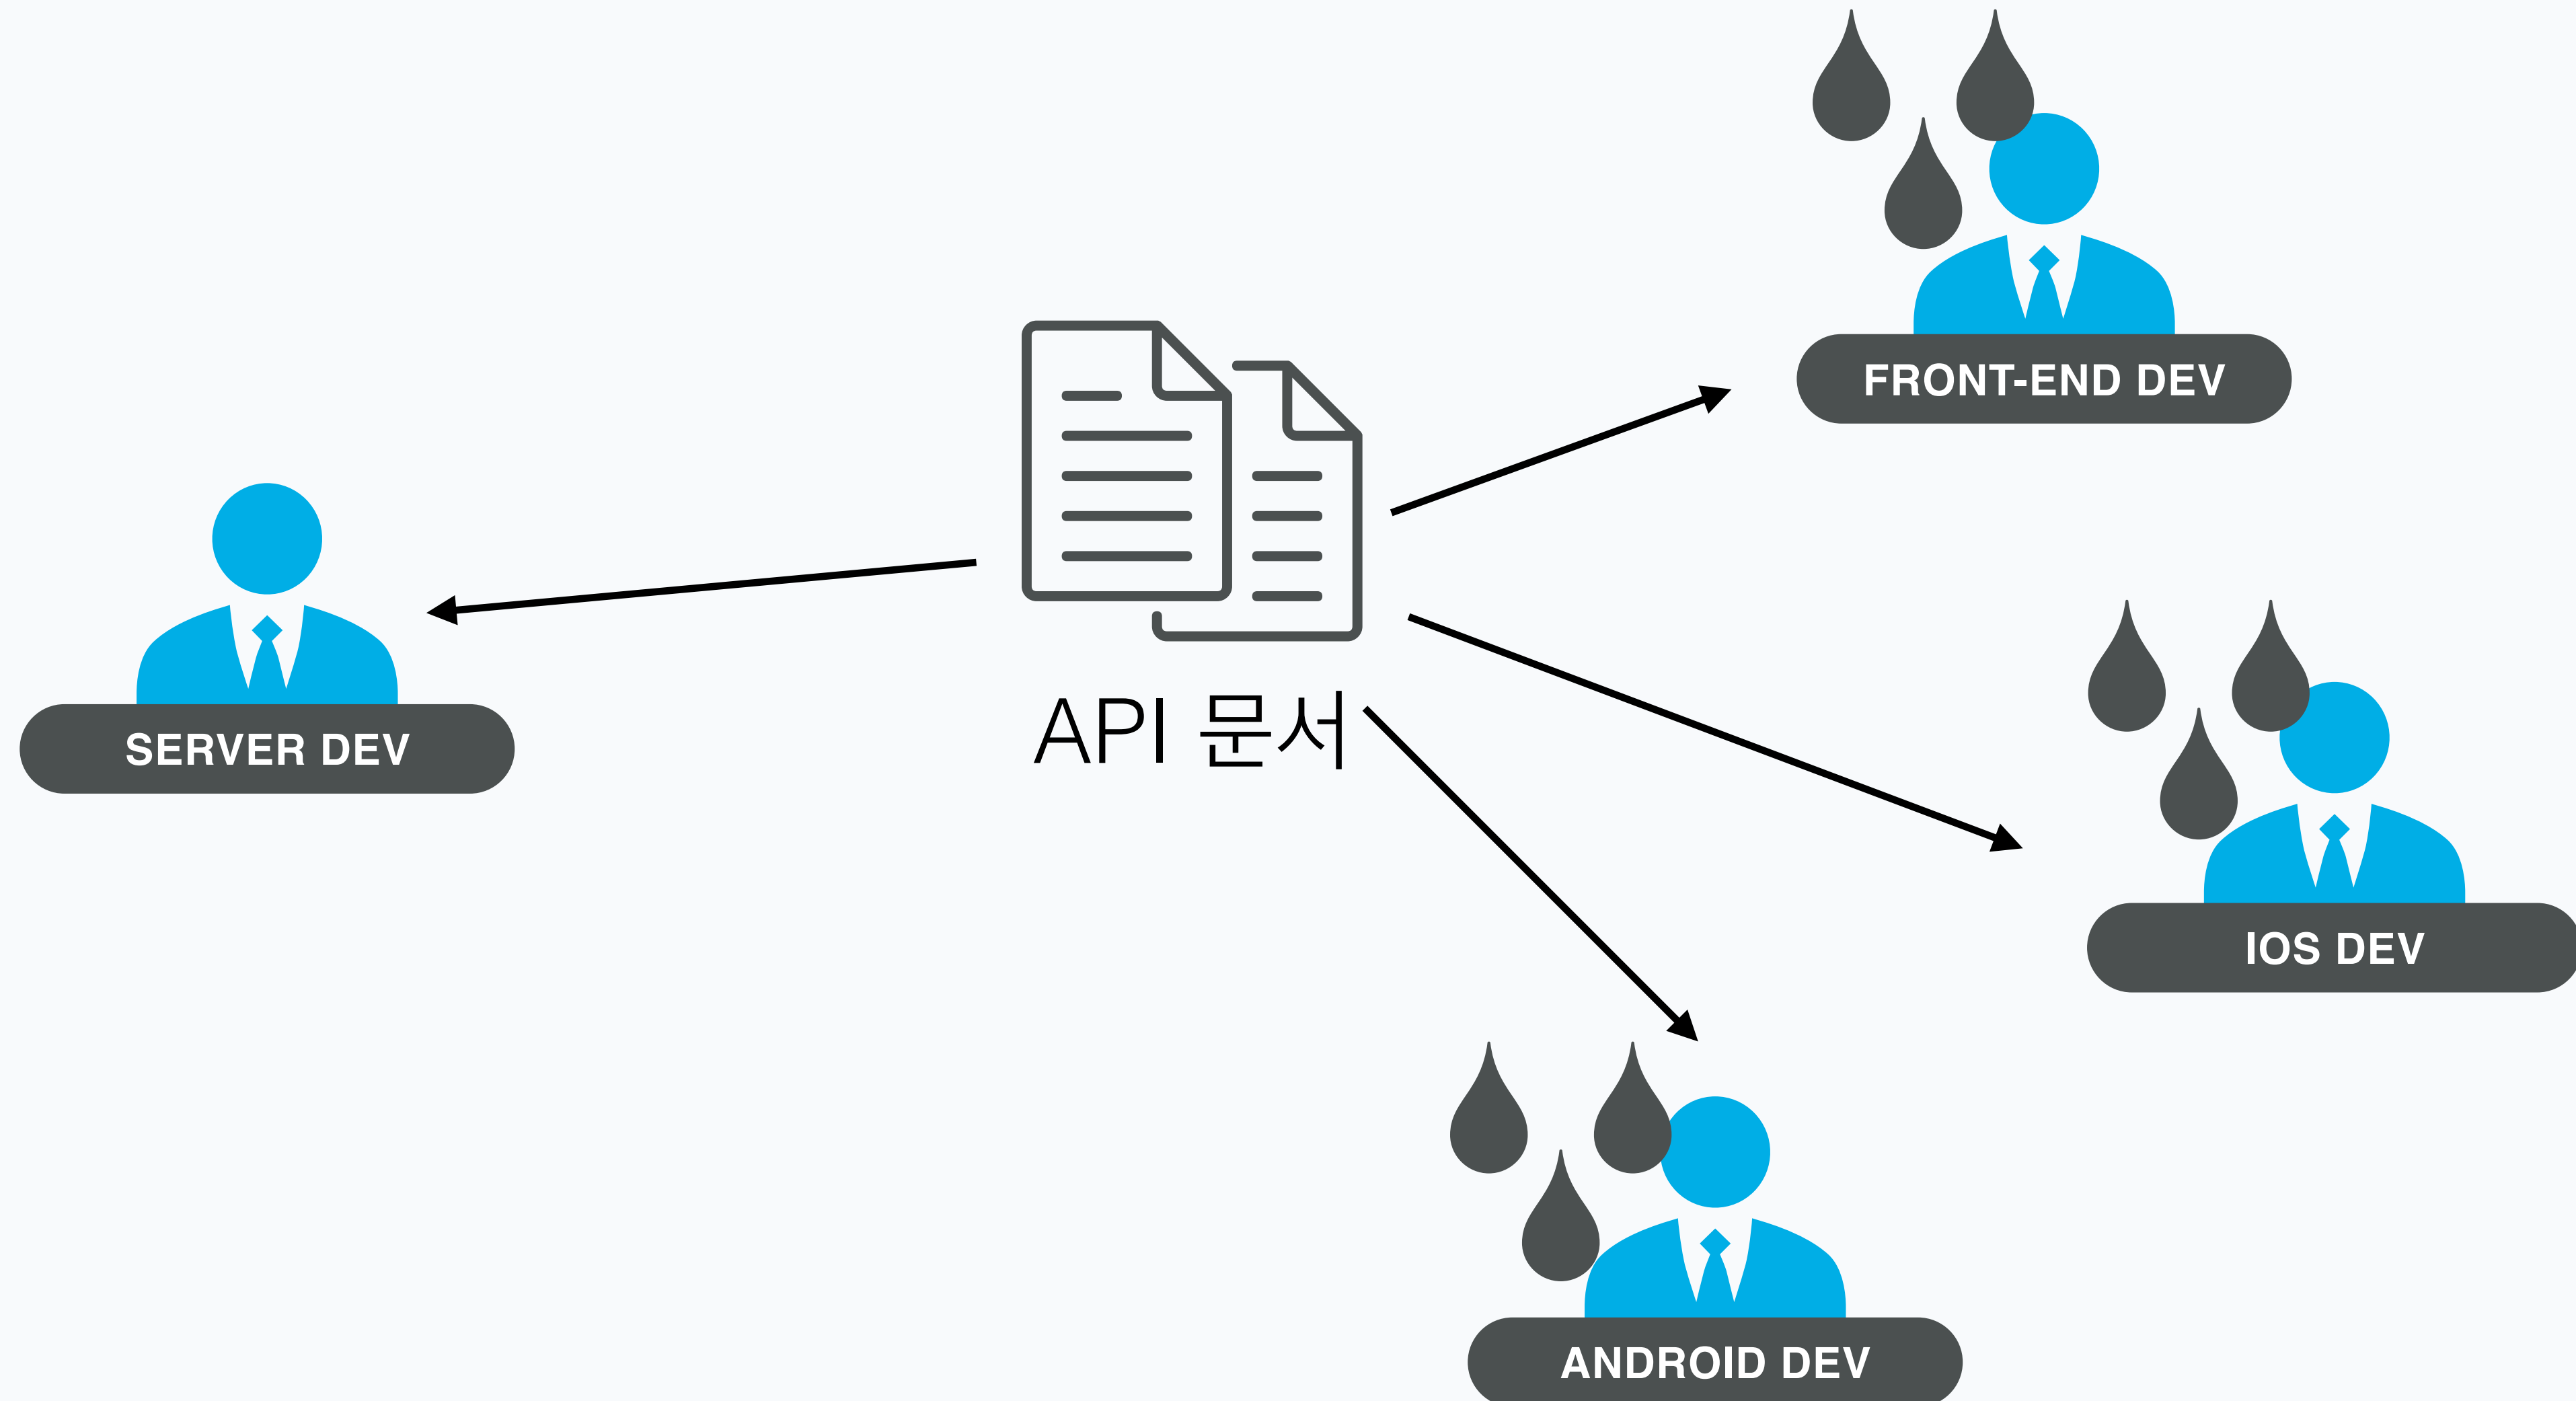 FRONT-END DEV
SERVER DEV
API 문서
IOS DEV
ANDROID DEV